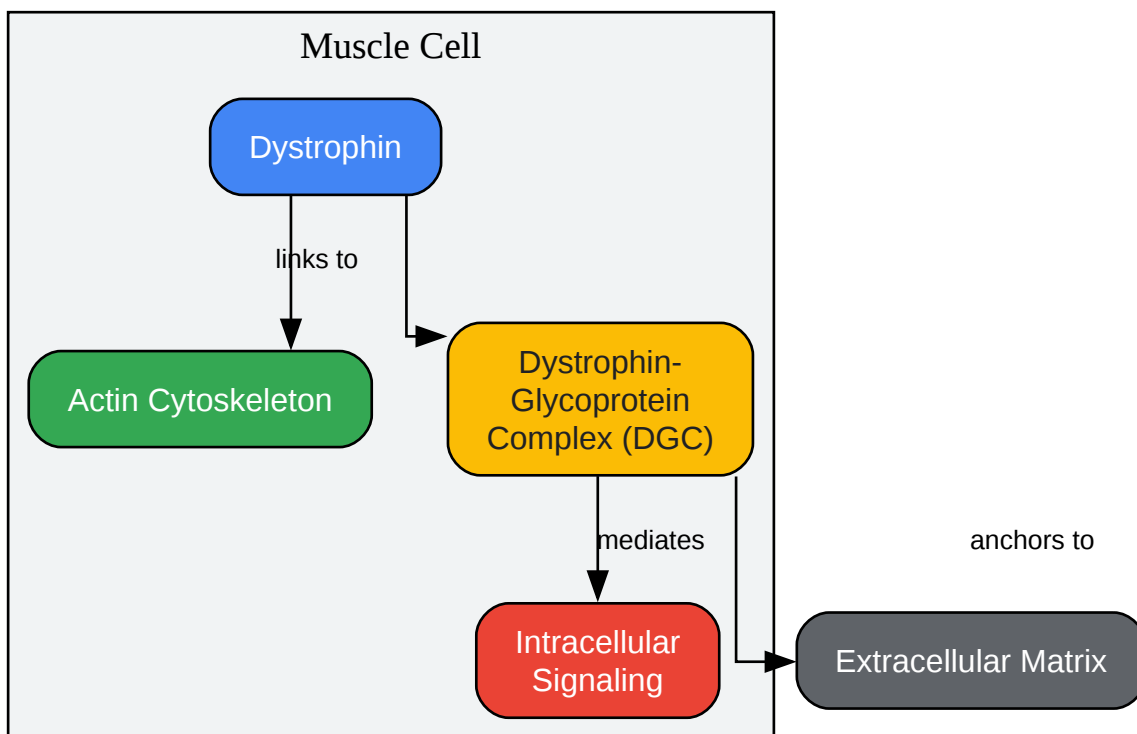 Muscle Cell
Dystrophin
links to
Actin Cytoskeleton
Dystrophin-
Glycoprotein
Complex (DGC)
mediates
anchors to
Intracellular
Signaling
Extracellular Matrix